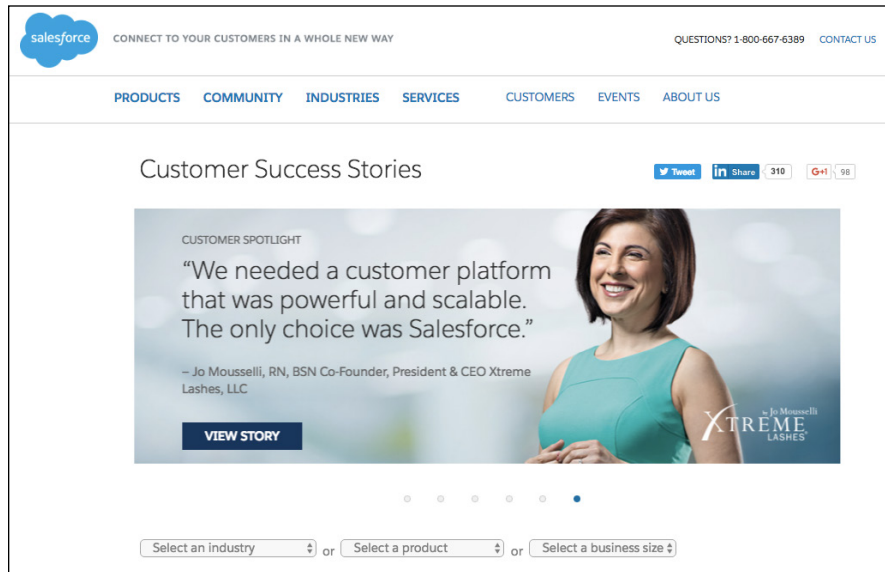 salesforce
CONNECT TO YOUR CUSTOMERS IN A WHOLE NEW WAY
QUESTIONS? 1-800-667-6389 CONTACT US
PRODUCTS COMMUNITY INDUSTRIES SERVICES CUSTOMERS EVENTS ABOUT US
Customer Success Stories
Tweet in Share 310 G+1 98
CUSTOMER SPOTLIGHT
“We needed a customer platform
that was powerful and scalable.
The only choice was Salesforce.”
– Jo Mousselli, RN, BSN Co-Founder, President & CEO Xtreme
Lashes, LLC
by Jo Mousselli
XTREME
LASHES®
VIEW STORY
Select an industry or Select a product or Select a business size